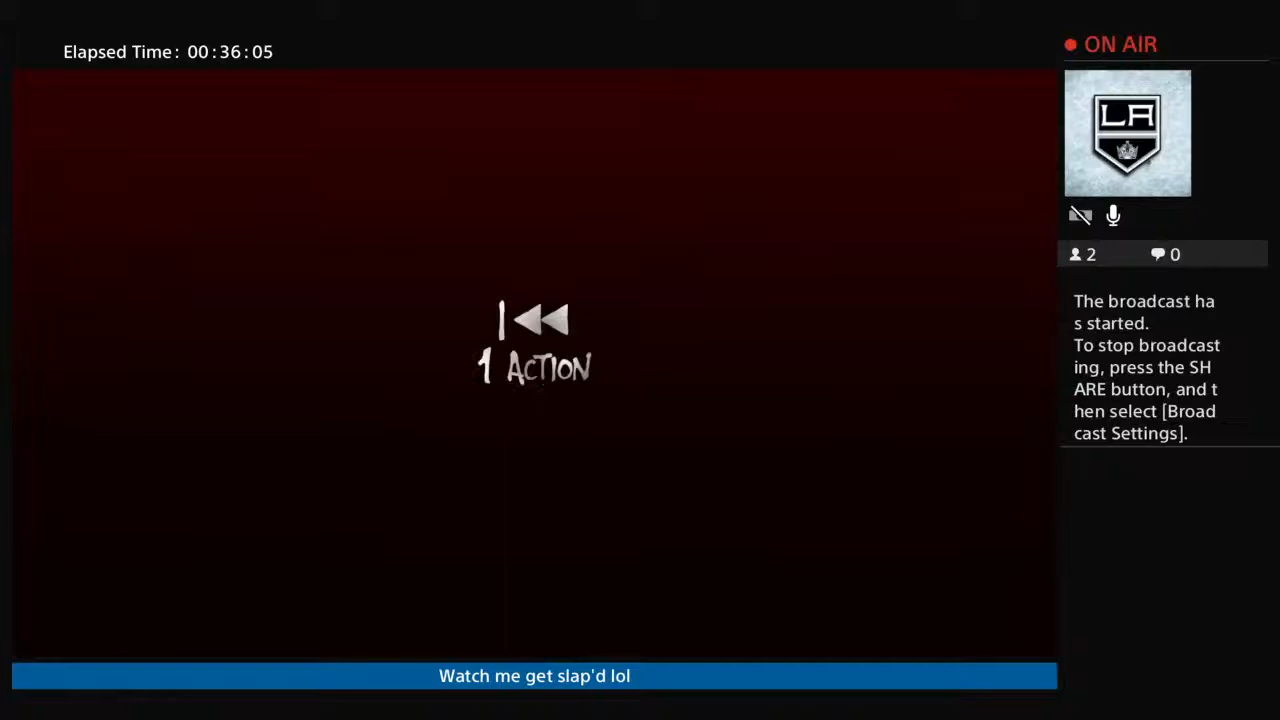 Elapsed Time: 00:36:05
ON AIR
LA
2
0
The broadcast ha
s started.
To stop broadcast
ing, press the SH
ARE button, and t
hen select [Broad
cast Settings].
1 ACTION
Watch me get slap'd lol